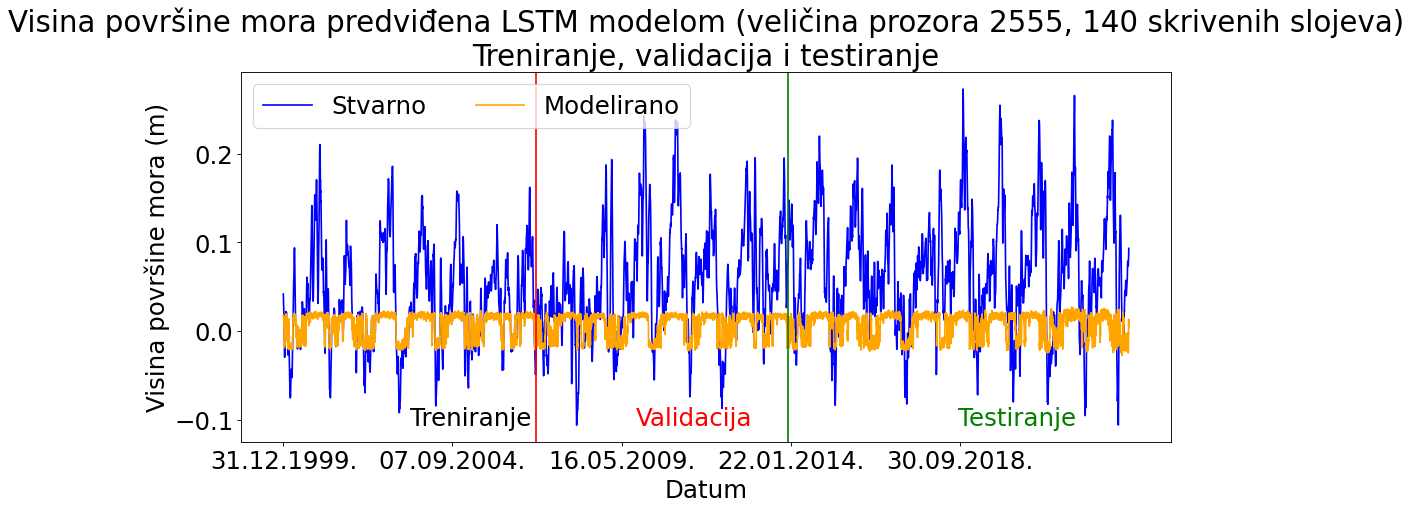 Visina površine mora predviđena LSTM modelom (veličina prozora 2555, 140 skrivenih slojeva)
Treniranje, validacija i testiranje
Stvarno Modelirano
Visina površine mora (m)
0.2
0.1
0.0
−0.1
Treniranje Validacija Testiranje
31.12.1999. 07.09.2004. 16.05.2009. 22.01.2014. 30.09.2018.
Datum